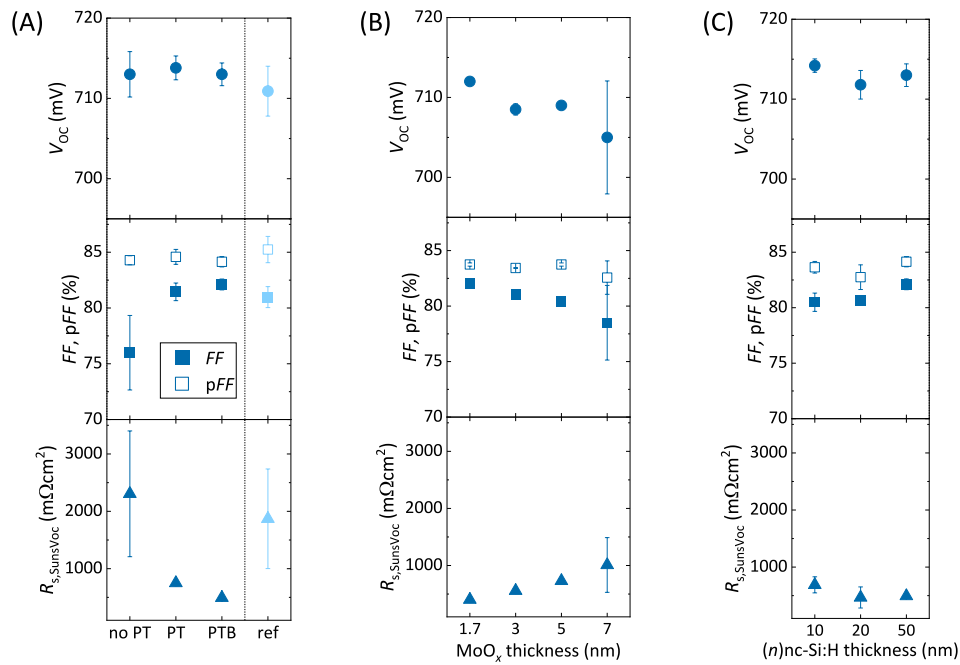 (A)
720
710
700
V_OC (mV)
85
80
75
70
FF, pFF (%)
FF
pFF
3000
2000
1000
R_s,SunsVoc (mΩcm²)
no PT PT PTB ref
(B)
720
710
700
V_OC (mV)
85
80
75
70
FF, pFF (%)
3000
2000
1000
R_s,SunsVoc (mΩcm²)
1.7 3 5 7
MoOₓ thickness (nm)
(C)
720
710
700
V_OC (mV)
85
80
75
70
FF, pFF (%)
3000
2000
1000
R_s,SunsVoc (mΩcm²)
10 20 50
(n)nc-Si:H thickness (nm)